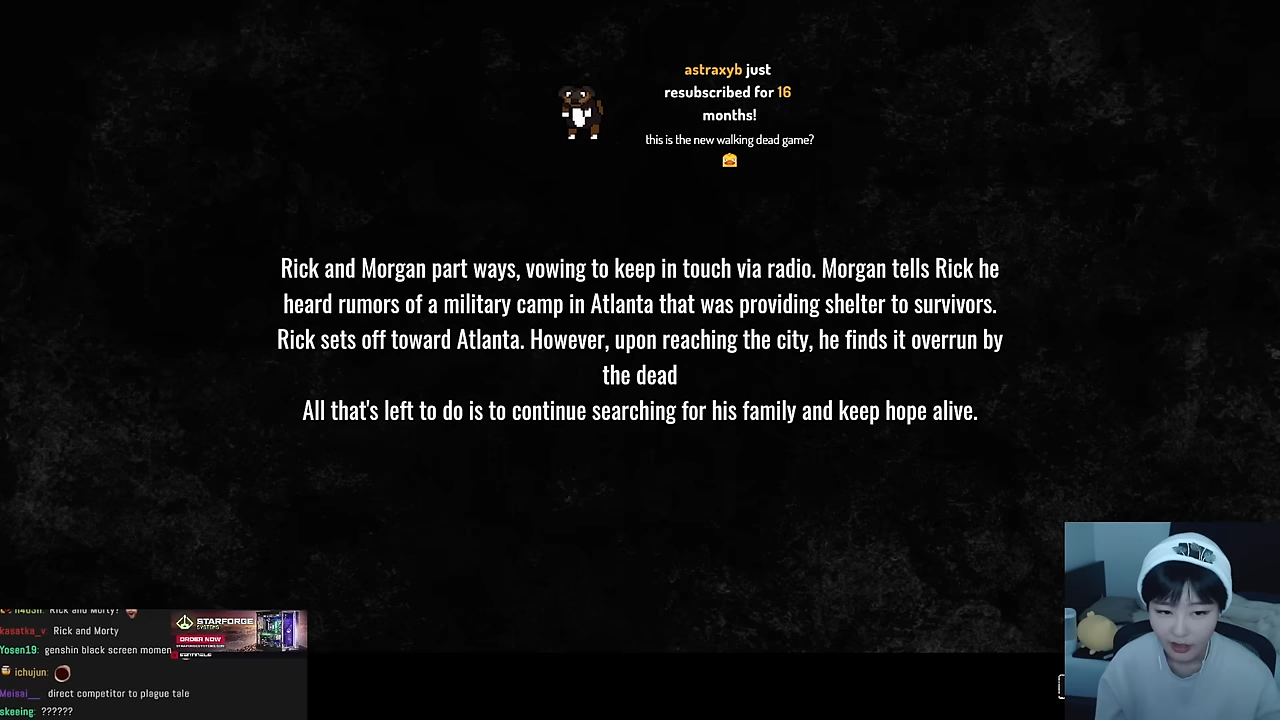 astraxyb just
resubscribed for 16
months!
this is the new walking dead game?
Rick and Morgan part ways, vowing to keep in touch via radio. Morgan tells Rick he
heard rumors of a military camp in Atlanta that was providing shelter to survivors.
Rick sets off toward Atlanta. However, upon reaching the city, he finds it overrun by
the dead
All that's left to do is to continue searching for his family and keep hope alive.
Rick and Morty?
kasatka_v Rick and Morty
Yosen19: genshin black screen momen
ichujun:
Meisai__ direct competitor to plague tale
skeeing: ??????
STARFORGE
SYSTEMS
ORDER NOW